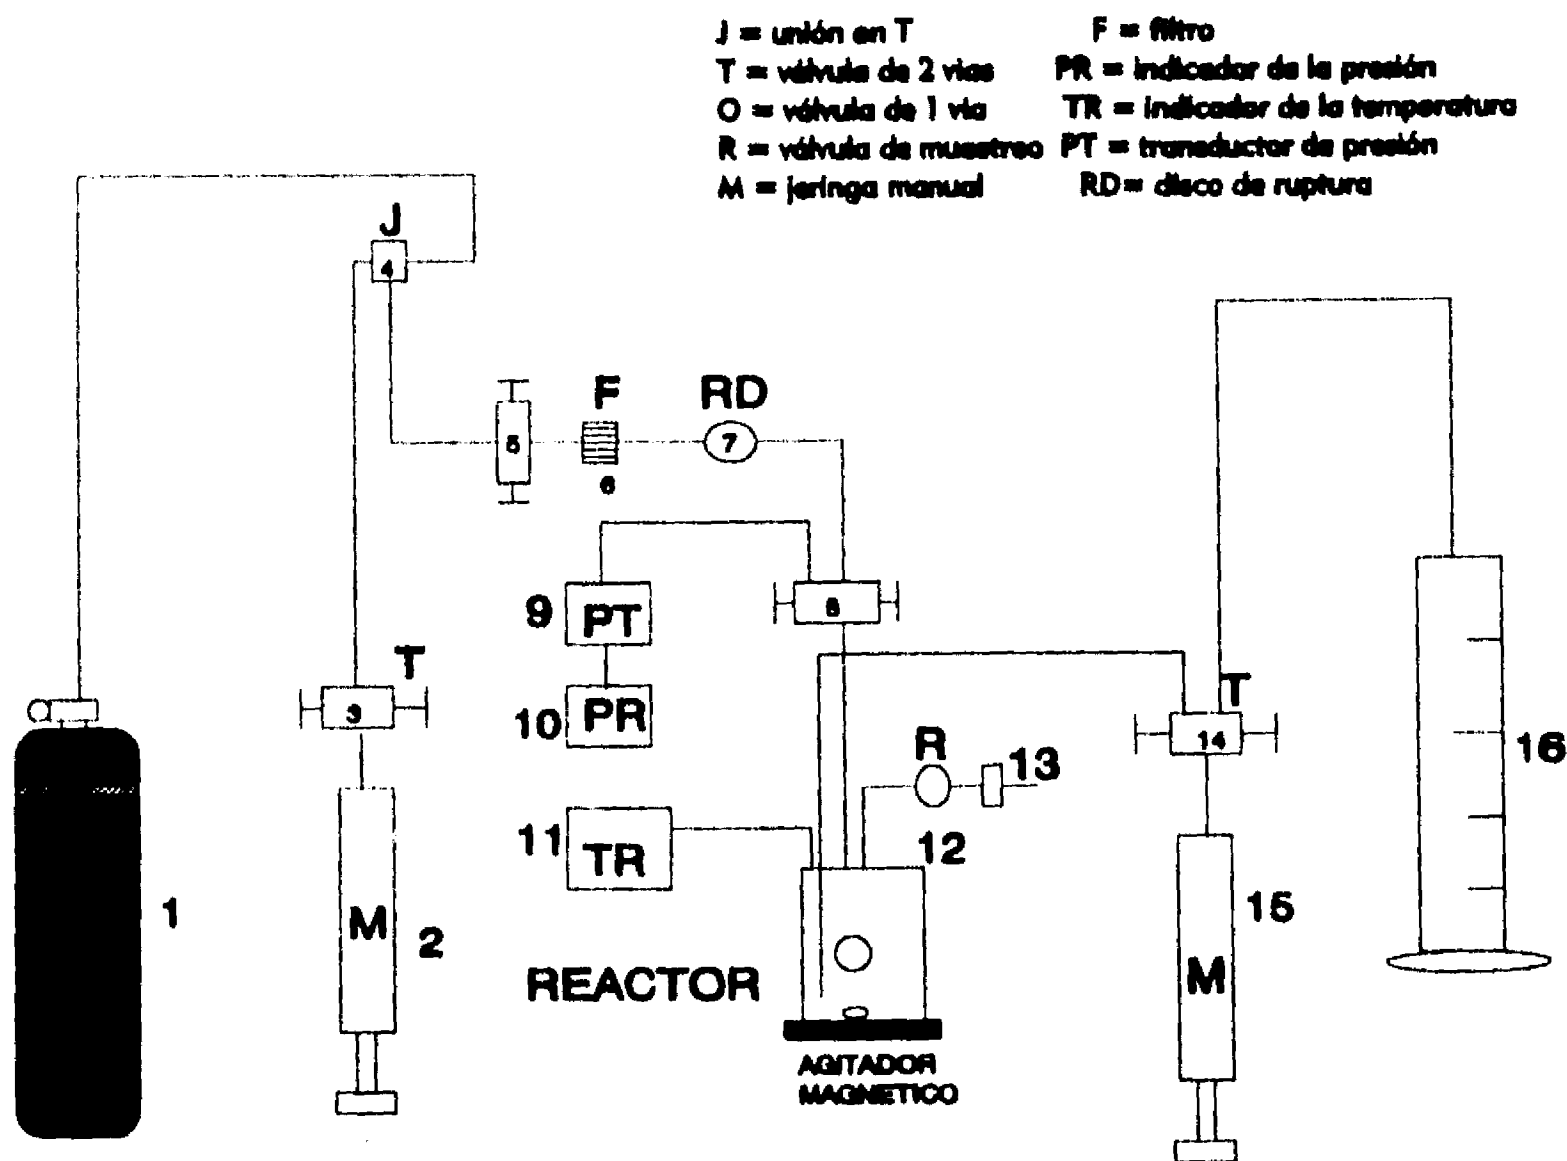 J = unión en T F = filtro
T = válvula de 2 vias PR = indicador de la presión
O = válvula de 1 via TR = indicador de la temperatura
R = válvula de muestreo PT = transductor de presión
M = jeringa manual RD= disco de ruptura
J
4
F
RD
5
7
6
8
9
PT
T
3
10
PR
T
14
16
R
13
11
TR
12
1
M
2
15
M
REACTOR
AGITADOR
MAGNETICO